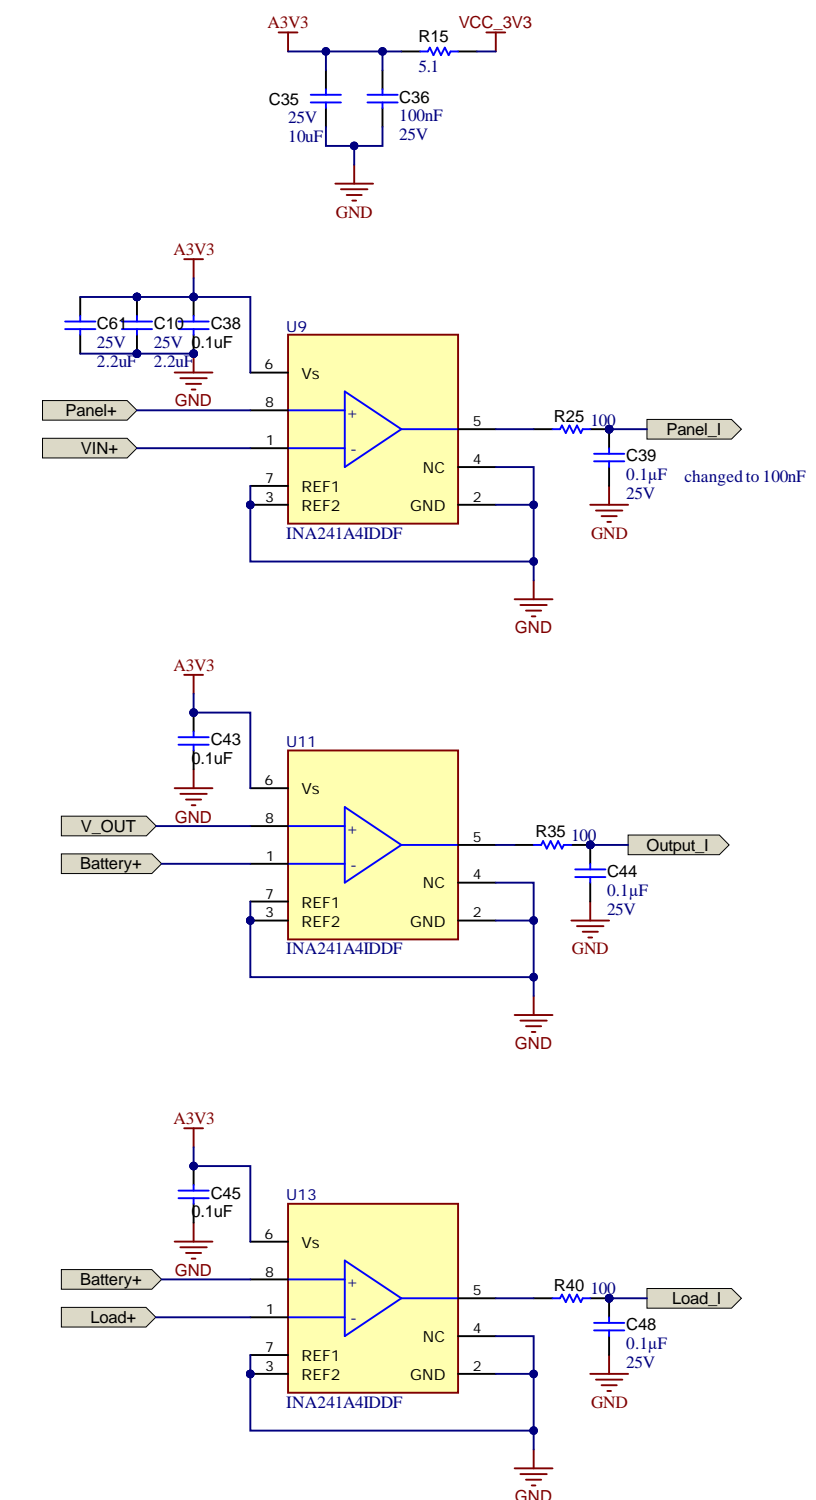 A3V3
VCC_3V3
R15
5.1
C35
25V
10uF
C36
100nF
25V
GND
A3V3
C61
25V
2.2uF
C10
25V
2.2uF
C38
0.1uF
GND
U9
6 Vs
Panel+
8
+
VIN+
1
-
7 REF1
3 REF2
5
NC 4
GND 2
INA241A4IDDF
R25 100
Panel_I
C39
0.1µF
25V
changed to 100nF
GND
GND
A3V3
C43
0.1uF
GND
U11
6 Vs
V_OUT
8
+
Battery+
1
-
7 REF1
3 REF2
5
NC 4
GND 2
INA241A4IDDF
R35 100
Output_I
C44
0.1µF
25V
GND
GND
A3V3
C45
0.1uF
GND
U13
6 Vs
Battery+
8
+
Load+
1
-
7 REF1
3 REF2
5
NC 4
GND 2
INA241A4IDDF
R40 100
Load_I
C48
0.1µF
25V
GND
GND